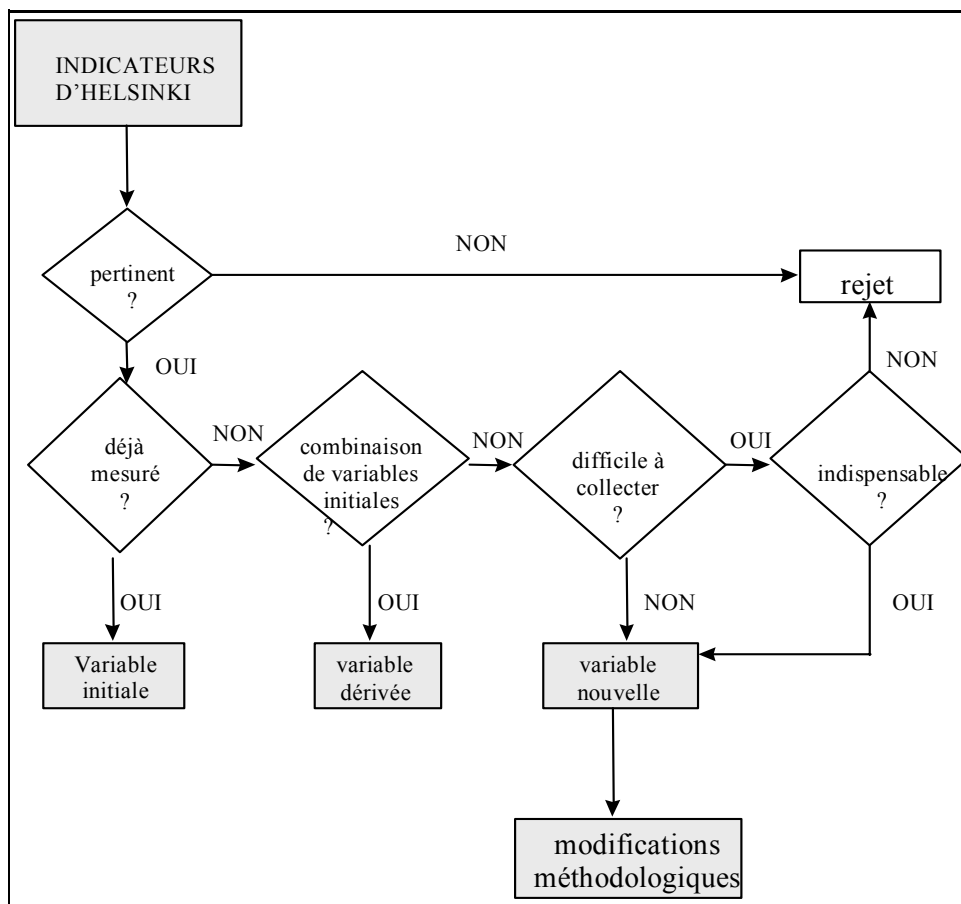 INDICATEURS
D'HELSINKI
NON
pertinent
?
rejet
OUI
NON
déjà
mesuré
?
NON
combinaison
de variables
initiales
?
NON
difficile à
collecter
?
OUI
indispensable
?
OUI
OUI
NON
OUI
Variable
initiale
variable
dérivée
variable
nouvelle
modifications
méthodologiques